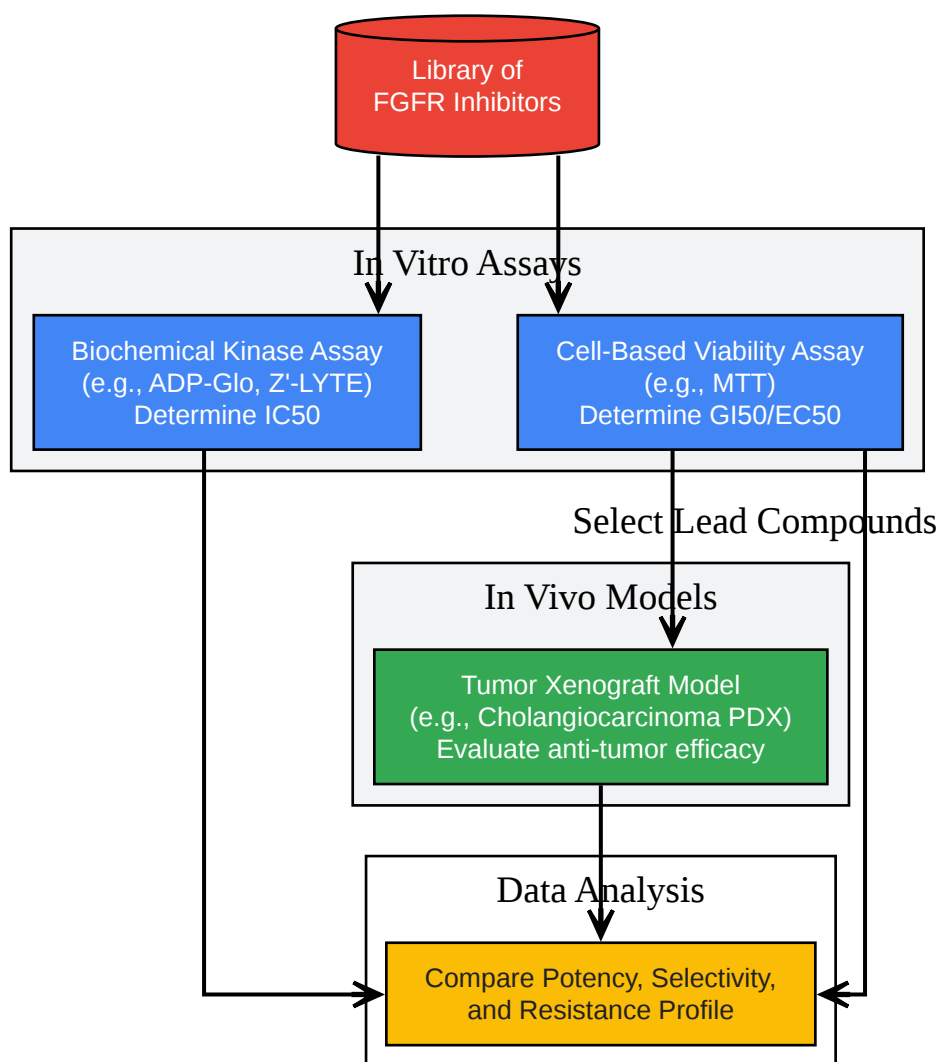 Library of
FGFR Inhibitors
In Vitro Assays
Biochemical Kinase Assay
(e.g., ADP-Glo, Z'-LYTE)
Determine IC50
Cell-Based Viability Assay
(e.g., MTT)
Determine GI50/EC50
Select Lead Compounds
In Vivo Models
Tumor Xenograft Model
(e.g., Cholangiocarcinoma PDX)
Evaluate anti-tumor efficacy
Data Analysis
Compare Potency, Selectivity,
and Resistance Profile